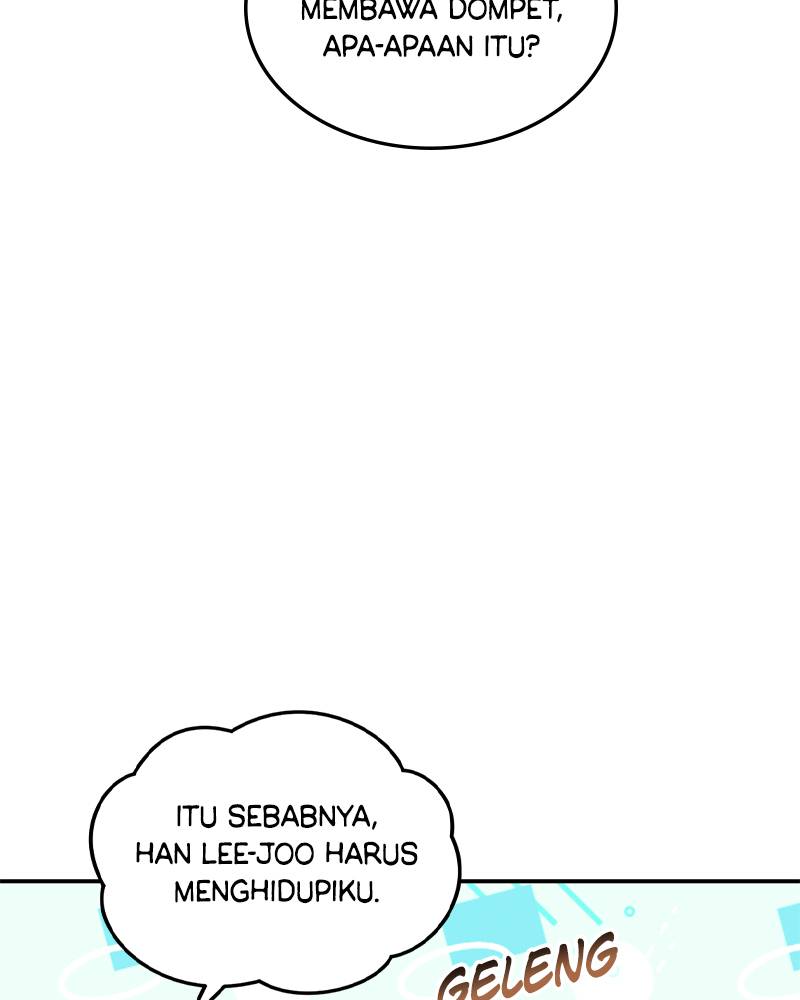 MEMBAWA DOMPET,
APA-APAAN ITU?
ITU SEBABNYA,
HAN LEE-JOO HARUS
MENGHIDUPIKU.
GELENG